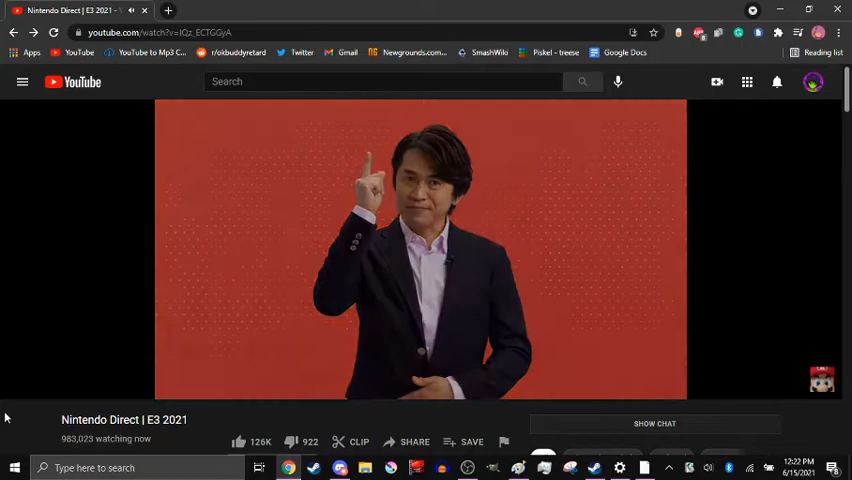 Nintendo Direct | E3 2021 -
youtube.com/watch?v=IQz_ECTGGyA
Apps YouTube YouTube to Mp3 C... r/okbuddyretard Twitter Gmail Newgrounds.com... SmashWiki Piskel - treese Google Docs Reading list
YouTube Search
Nintendo Direct | E3 2021
983,023 watching now
126K 922 CLIP SHARE SAVE
SHOW CHAT
Type here to search
12:22 PM
6/15/2021